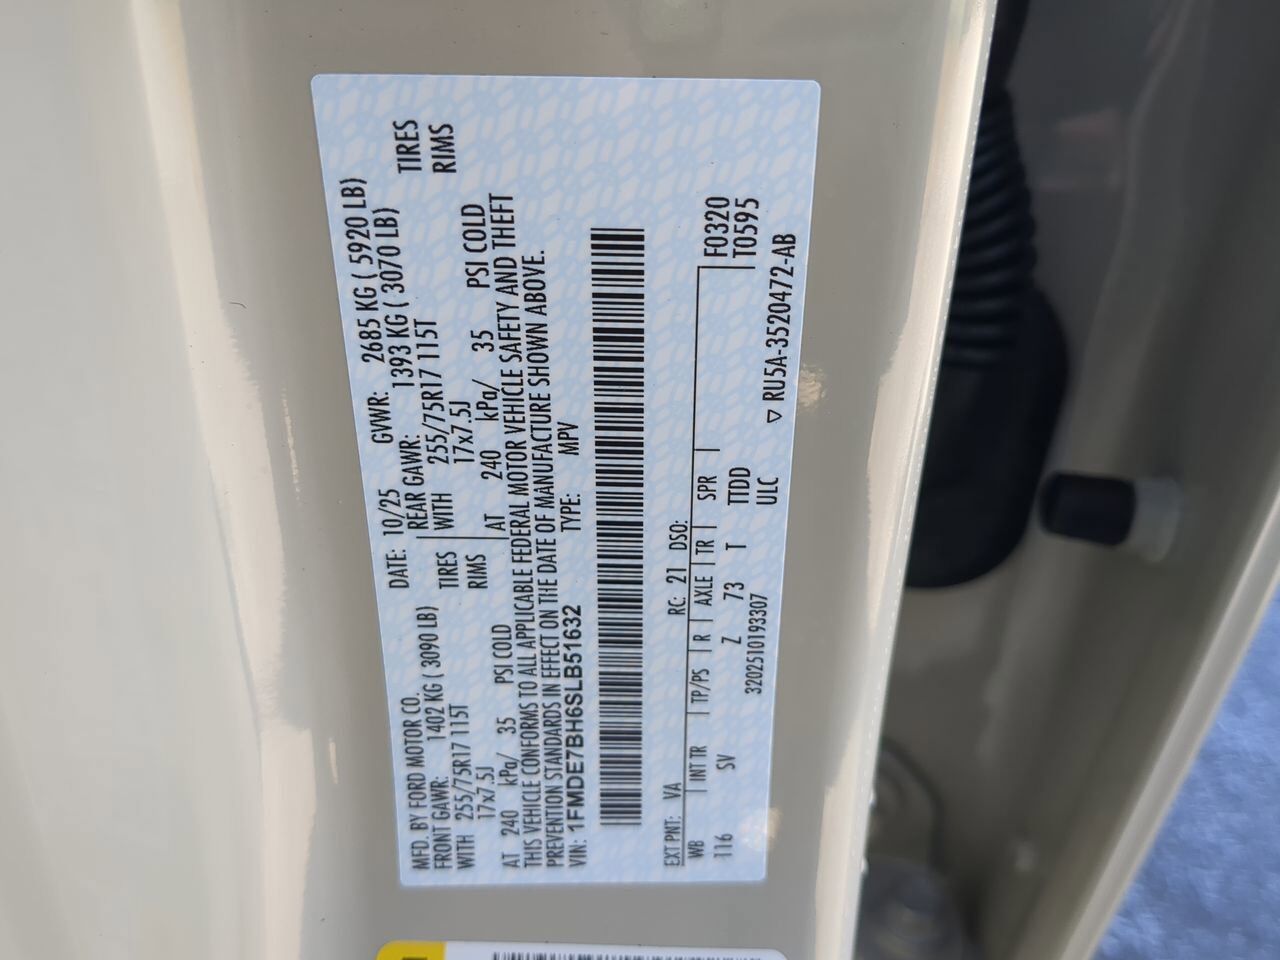 MFD. BY FORD MOTOR CO. DATE: 10/25 GVWR: 2685 KG ( 5920 LB)
FRONT GAWR: 1402 KG ( 3090 LB) REAR GAWR: 1393 KG ( 3070 LB)
WITH 255/75R17 115T TIRES WITH 255/75R17 115T TIRES
17x7.5J RIMS 17x7.5J RIMS
AT 240 kPa/ 35 PSI COLD AT 240 kPa/ 35 PSI COLD
THIS VEHICLE CONFORMS TO ALL APPLICABLE FEDERAL MOTOR VEHICLE SAFETY AND THEFT
PREVENTION STANDARDS IN EFFECT ON THE DATE OF MANUFACTURE SHOWN ABOVE.
VIN: 1FMDE7BH6SLB51632 TYPE: MPV
EXT PNT: VA RC: 21 DSO:
WB INT TR TP/PS R AXLE TR SPR F0320
116 SV Z 73 T TTDD T0595
3202510193307 ULC
▽ RU5A-3520472-AB